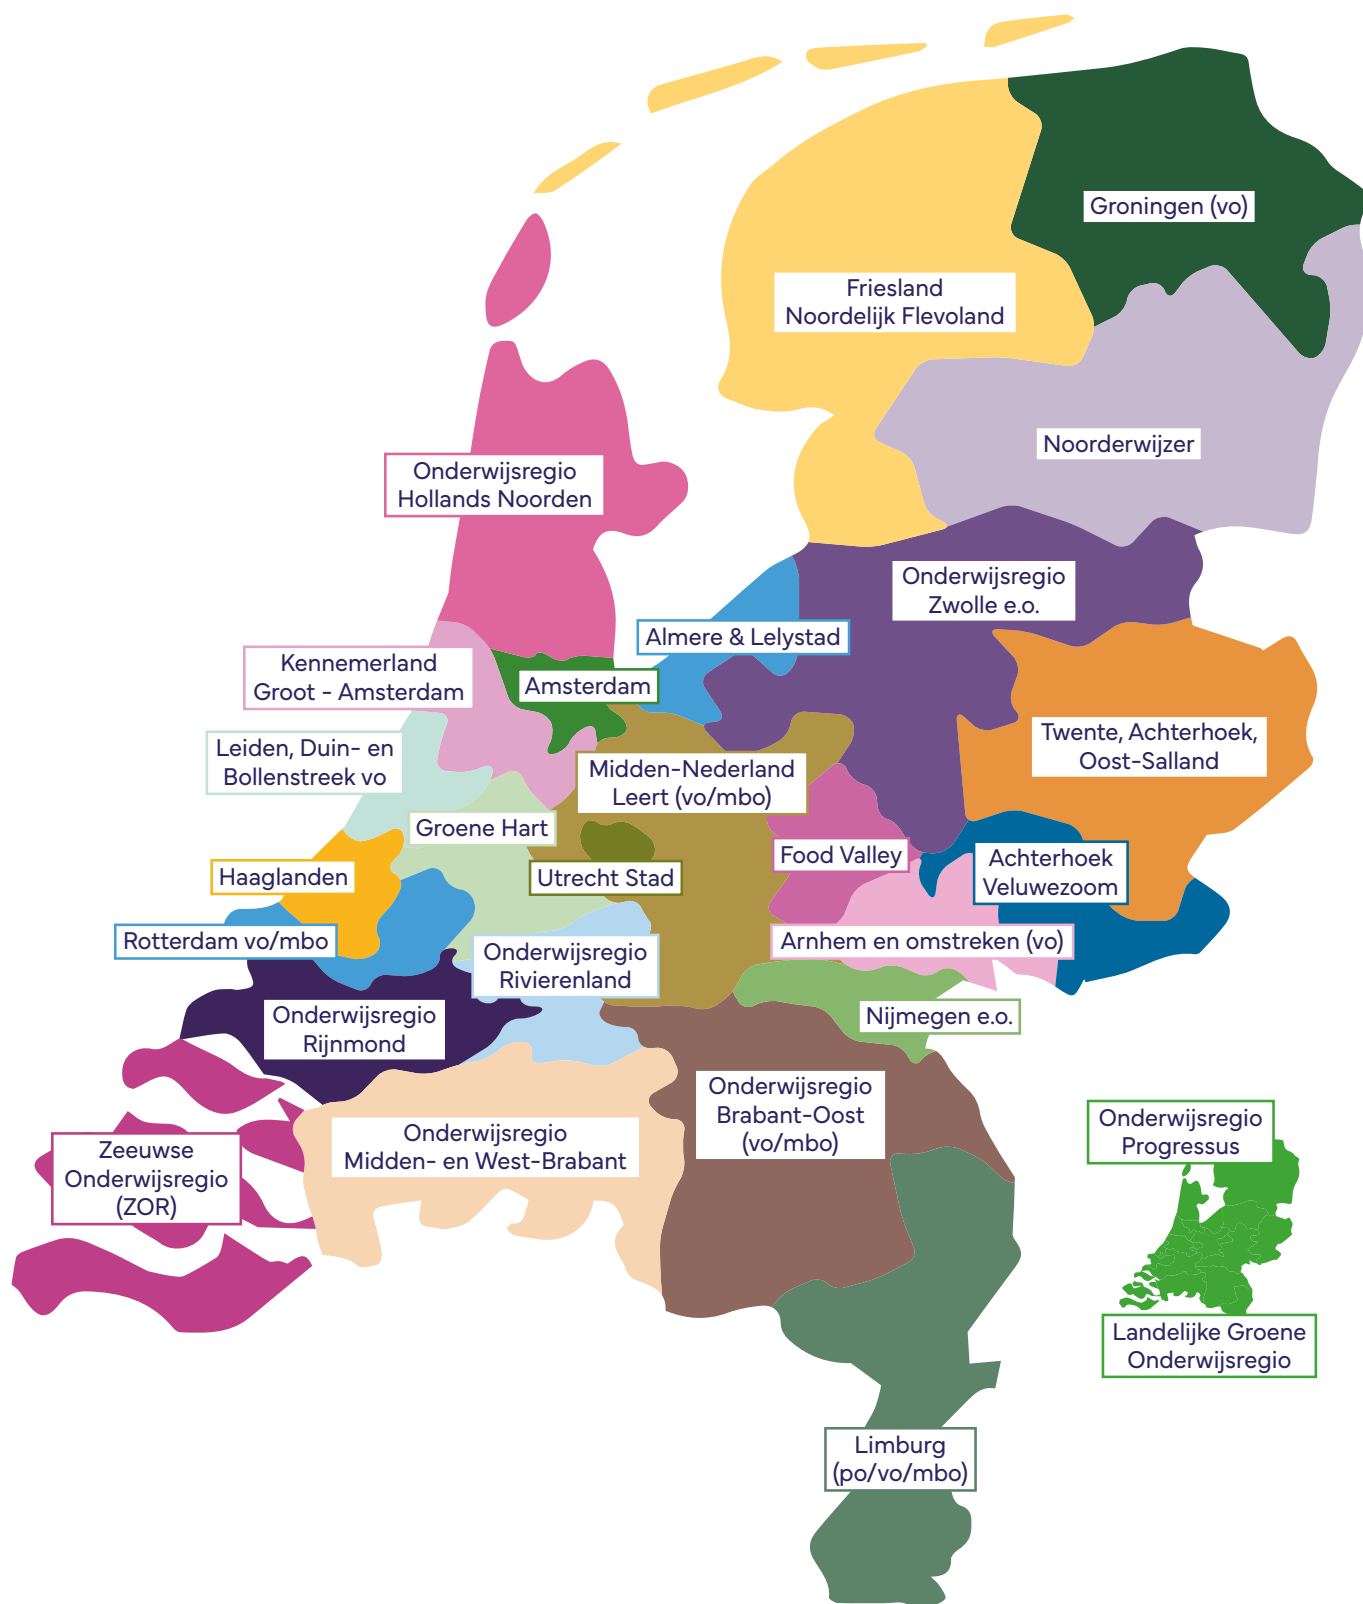 Groningen (vo)
Friesland
Noordelijk Flevoland
Noorderwijzer
Onderwijsregio
Hollands Noorden
Onderwijsregio
Zwolle e.o.
Almere & Lelystad
Kennemerland
Groot - Amsterdam
Amsterdam
Twente, Achterhoek,
Oost-Salland
Leiden, Duin- en
Bollenstreek vo
Midden-Nederland
Leert (vo/mbo)
Groene Hart
Food Valley
Achterhoek
Veluwezoom
Haaglanden
Utrecht Stad
Rotterdam vo/mbo
Onderwijsregio
Rivierenland
Arnhem en omstreken (vo)
Onderwijsregio
Rijnmond
Nijmegen e.o.
Onderwijsregio
Brabant-Oost
(vo/mbo)
Onderwijsregio
Midden- en West-Brabant
Zeeuwse
Onderwijsregio
(ZOR)
Onderwijsregio
Progressus
Landelijke Groene
Onderwijsregio
Limburg
(po/vo/mbo)